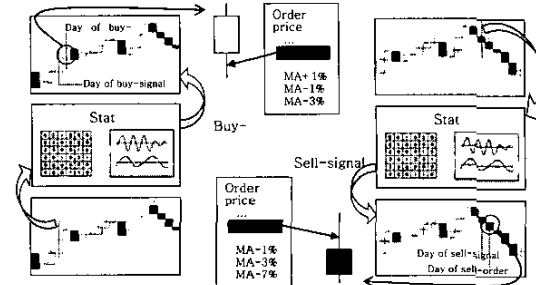 Day of buy-
Day of buy-signal
Order
price
...
MA+1%
MA-1%
MA-3%
Stat
Buy-
Stat
Sell-signal
Order
price
...
MA-1%
MA-3%
MA-7%
Day of sell-signal
Day of sell-order